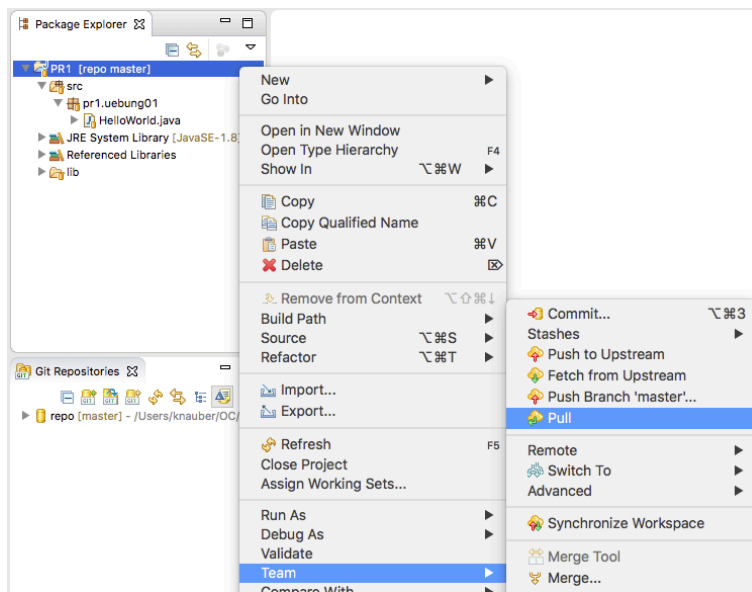 Package Explorer
PR1 [repo master]
src
pr1.uebung01
HelloWorld.java
JRE System Library [JavaSE-1.8]
Referenced Libraries
lib
Git Repositories
repo [master] - /Users/knauber/OC/
New
Go Into
Open in New Window
Open Type Hierarchy F4
Show In ⌥⌘W
Copy ⌘C
Copy Qualified Name
Paste ⌘V
Delete ⌦
Remove from Context ⌥⇧⌘↓
Build Path
Source ⌥⌘S
Refactor ⌥⌘T
Import...
Export...
Refresh F5
Close Project
Assign Working Sets...
Run As
Debug As
Validate
Team
Compare With
Commit... ⌥⌘3
Stashes
Push to Upstream
Fetch from Upstream
Push Branch 'master'...
Pull
Remote
Switch To
Advanced
Synchronize Workspace
Merge Tool
Merge...